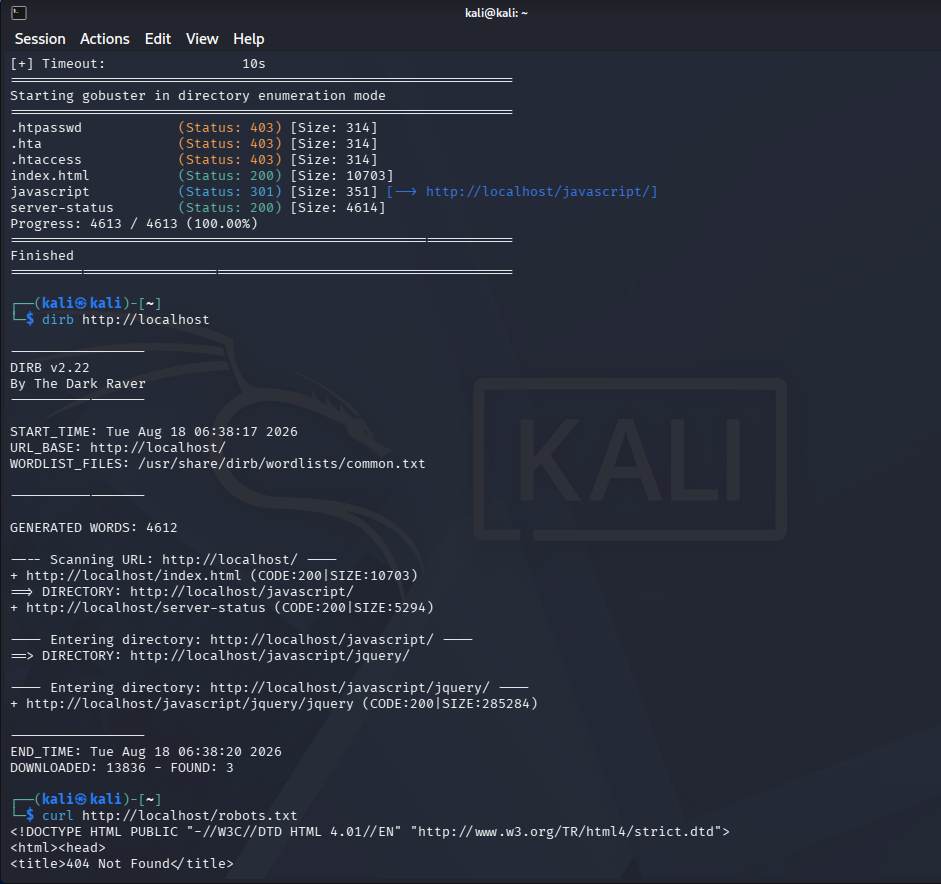 kali@kali: ~
Session Actions Edit View Help
[+] Timeout: 10s
===============================================================
Starting gobuster in directory enumeration mode
===============================================================
.htpasswd (Status: 403) [Size: 314]
.hta (Status: 403) [Size: 314]
.htaccess (Status: 403) [Size: 314]
index.html (Status: 200) [Size: 10703]
javascript (Status: 301) [Size: 351] [--> http://localhost/javascript/]
server-status (Status: 200) [Size: 4614]
Progress: 4613 / 4613 (100.00%)
===============================================================
Finished
===============================================================
┌──(kali㉿kali)-[~]
└─$ dirb http://localhost
-----------------
DIRB v2.22
By The Dark Raver
-----------------
START_TIME: Tue Aug 18 06:38:17 2026
URL_BASE: http://localhost/
WORDLIST_FILES: /usr/share/dirb/wordlists/common.txt
-----------------
GENERATED WORDS: 4612
---- Scanning URL: http://localhost/ ----
+ http://localhost/index.html (CODE:200|SIZE:10703)
==> DIRECTORY: http://localhost/javascript/
+ http://localhost/server-status (CODE:200|SIZE:5294)
---- Entering directory: http://localhost/javascript/ ----
==> DIRECTORY: http://localhost/javascript/jquery/
---- Entering directory: http://localhost/javascript/jquery/ ----
+ http://localhost/javascript/jquery/jquery (CODE:200|SIZE:285284)
-----------------
END_TIME: Tue Aug 18 06:38:20 2026
DOWNLOADED: 13836 - FOUND: 3
┌──(kali㉿kali)-[~]
└─$ curl http://localhost/robots.txt
<!DOCTYPE HTML PUBLIC "-//W3C//DTD HTML 4.01//EN" "http://www.w3.org/TR/html4/strict.dtd">
<html><head>
<title>404 Not Found</title>
KALI